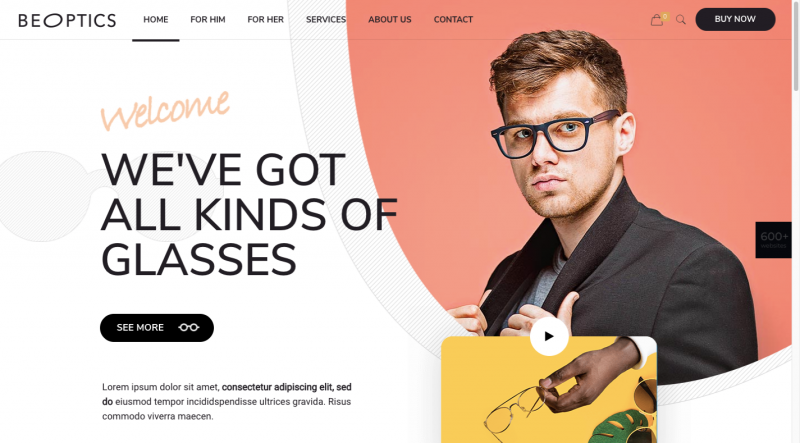 BEOPTICS
HOME FOR HIM FOR HER SERVICES ABOUT US CONTACT
0
BUY NOW
Welcome
WE'VE GOT
ALL KINDS OF
GLASSES
600+
SEE MORE
Lorem ipsum dolor sit amet, consectetur adipiscing elit, sed
do eiusmod tempor incididspendisse ultrices gravida. Risus
commodo viverra maecen.